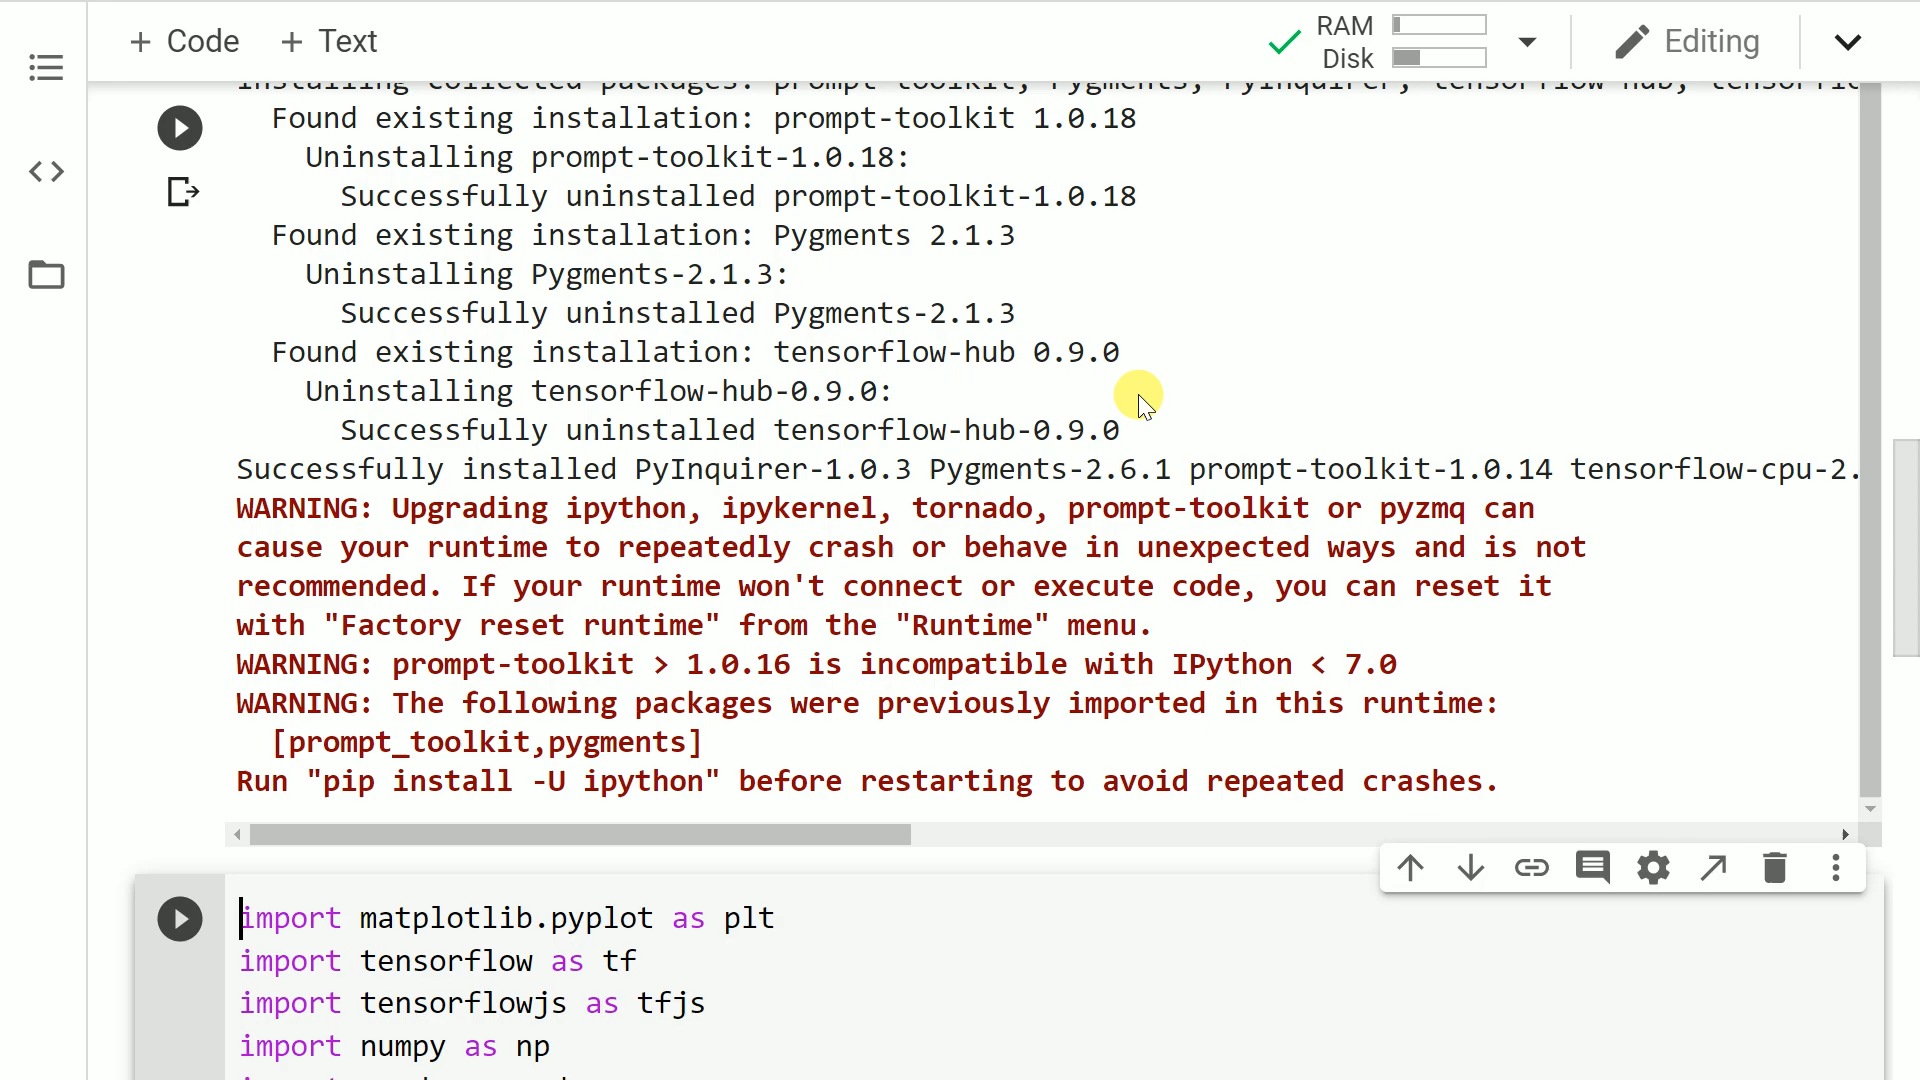 + Code + Text
RAM
Disk
Editing
Installing collected packages: prompt-toolkit, Pygments, PyInquirer, tensorflow-hub,
Found existing installation: prompt-toolkit 1.0.18
Uninstalling prompt-toolkit-1.0.18:
Successfully uninstalled prompt-toolkit-1.0.18
Found existing installation: Pygments 2.1.3
Uninstalling Pygments-2.1.3:
Successfully uninstalled Pygments-2.1.3
Found existing installation: tensorflow-hub 0.9.0
Uninstalling tensorflow-hub-0.9.0:
Successfully uninstalled tensorflow-hub-0.9.0
Successfully installed PyInquirer-1.0.3 Pygments-2.6.1 prompt-toolkit-1.0.14 tensorflow-cpu-2.
WARNING: Upgrading ipython, ipykernel, tornado, prompt-toolkit or pyzmq can
cause your runtime to repeatedly crash or behave in unexpected ways and is not
recommended. If your runtime won't connect or execute code, you can reset it
with "Factory reset runtime" from the "Runtime" menu.
WARNING: prompt-toolkit > 1.0.16 is incompatible with IPython < 7.0
WARNING: The following packages were previously imported in this runtime:
[prompt_toolkit,pygments]
Run "pip install -U ipython" before restarting to avoid repeated crashes.
import matplotlib.pyplot as plt
import tensorflow as tf
import tensorflowjs as tfjs
import numpy as np